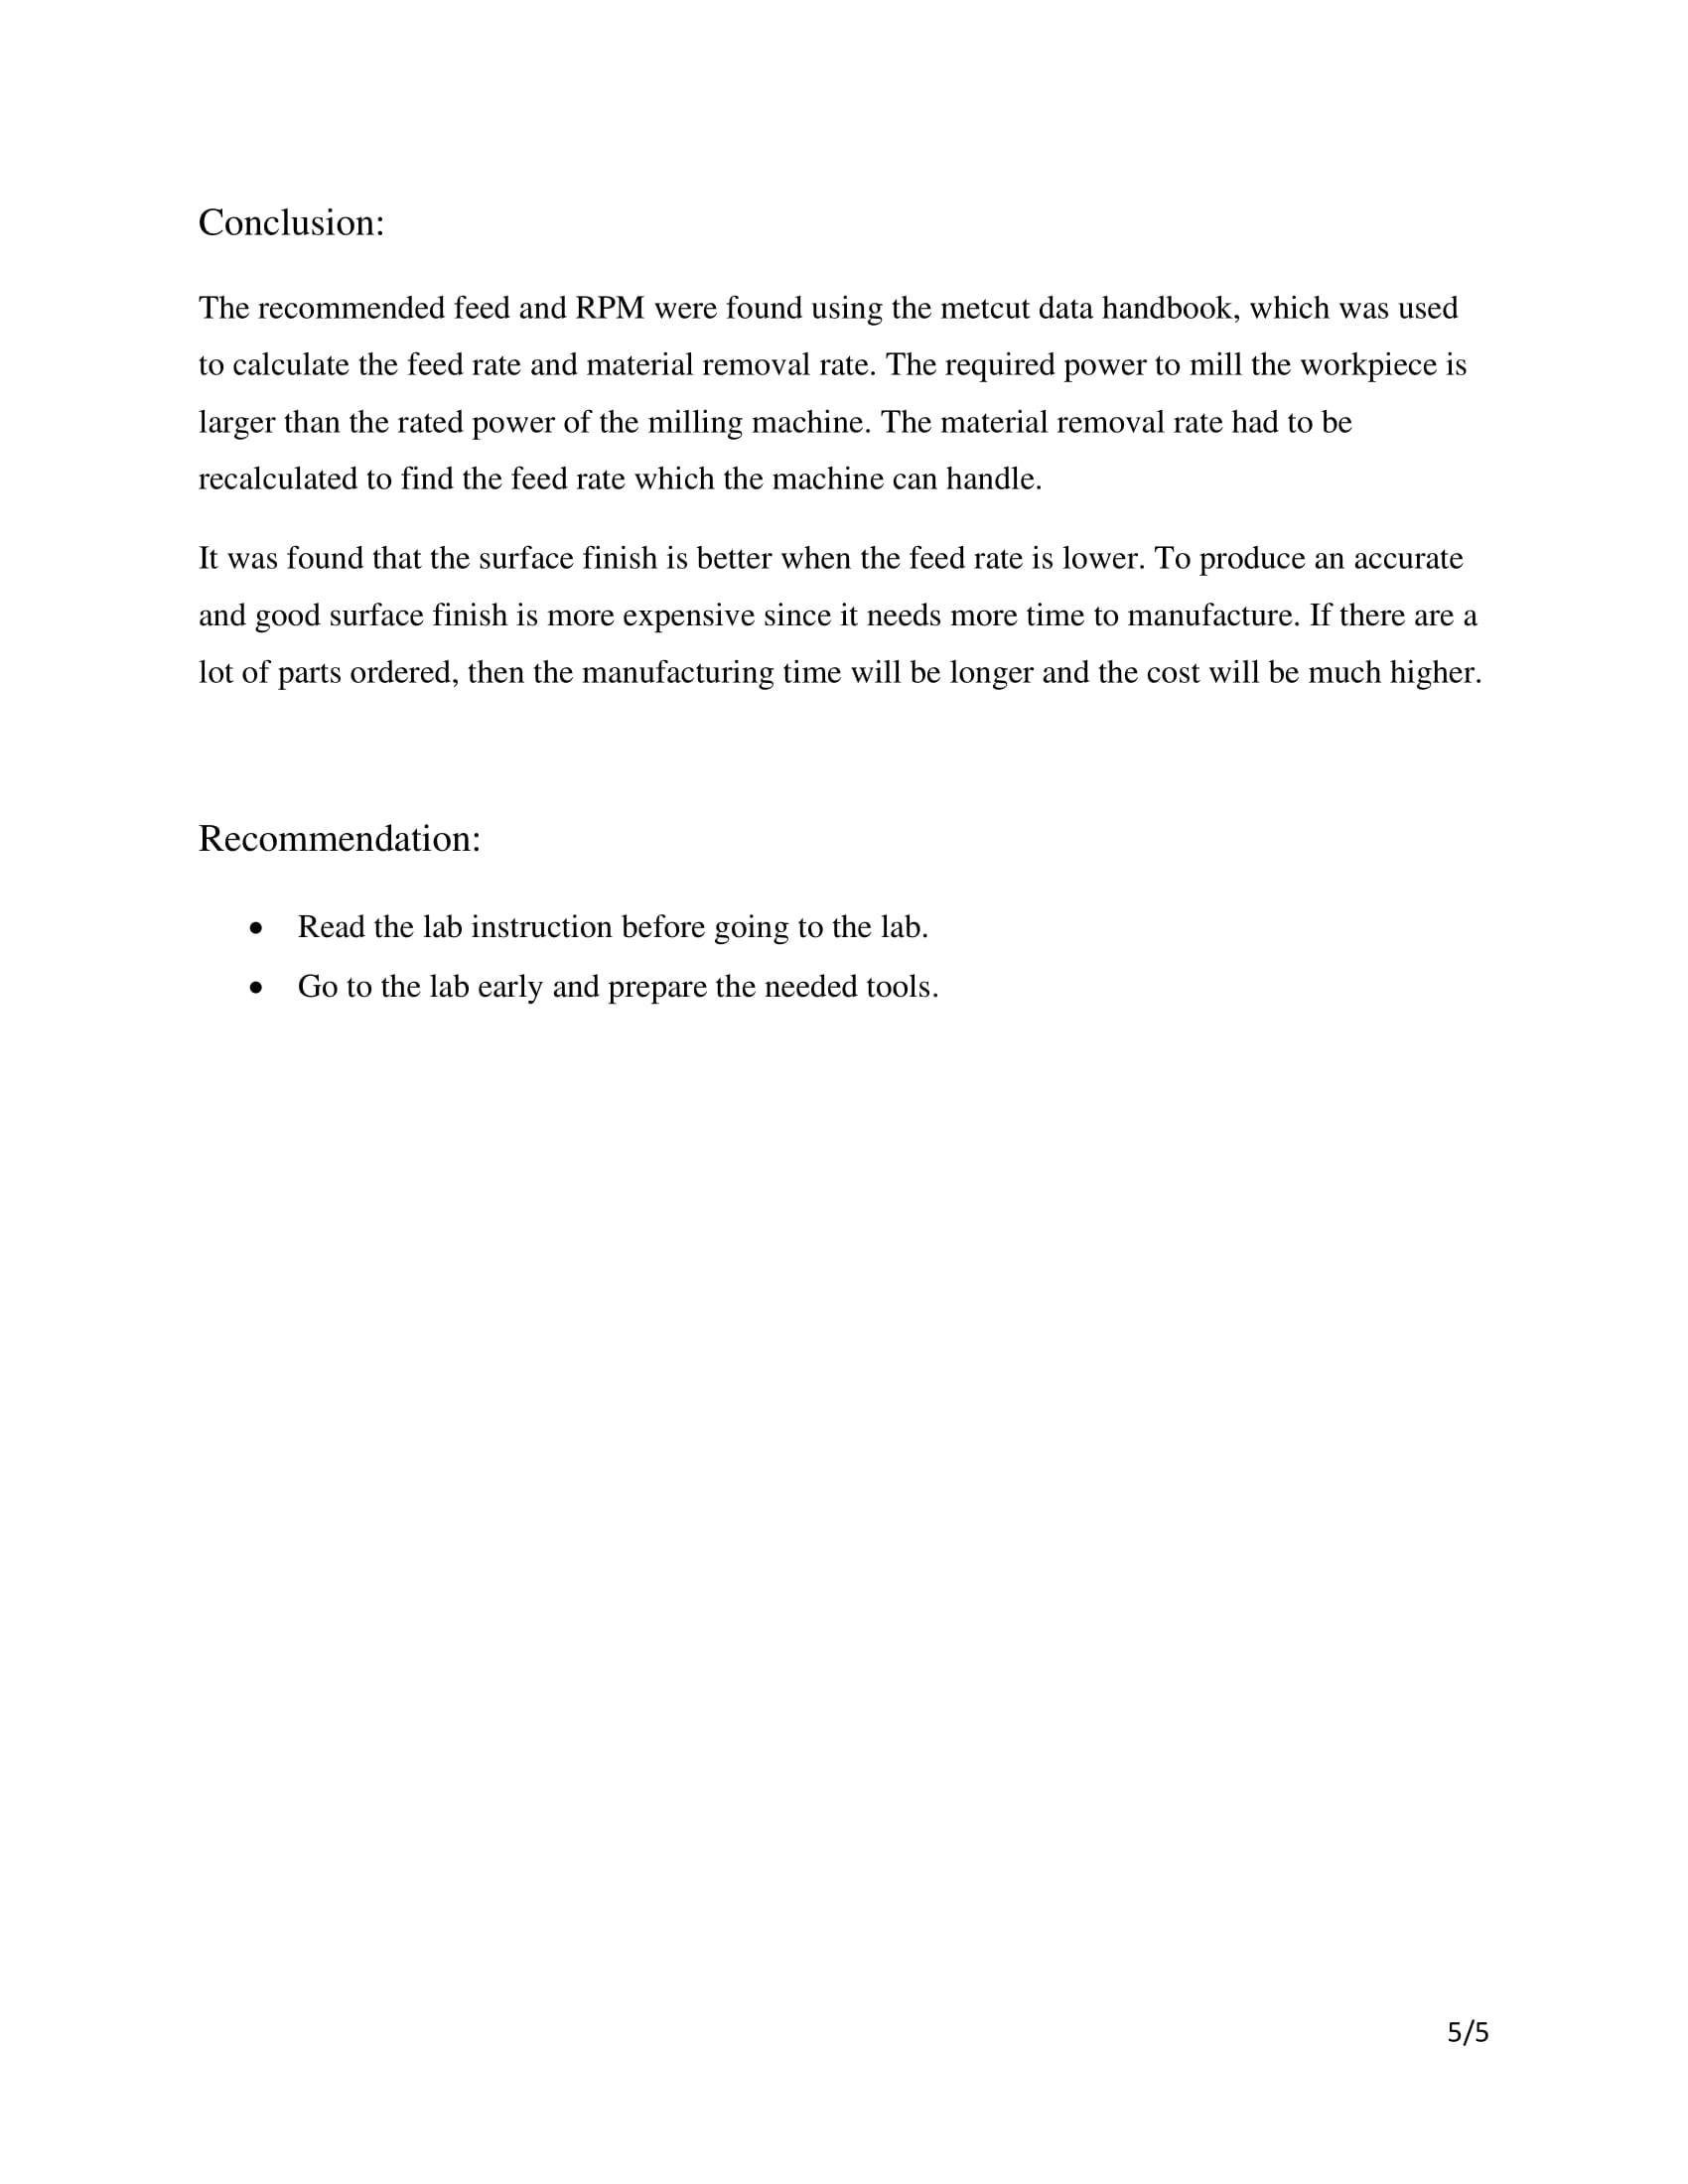 Conclusion:
The recommended feed and RPM were found using the metcut data handbook, which was used
to calculate the feed rate and material removal rate. The required power to mill the workpiece is
larger than the rated power of the milling machine. The material removal rate had to be
recalculated to find the feed rate which the machine can handle.
It was found that the surface finish is better when the feed rate is lower. To produce an accurate
and good surface finish is more expensive since it needs more time to manufacture. If there are a
lot of parts ordered, then the manufacturing time will be longer and the cost will be much higher.
Recommendation:
• Read the lab instruction before going to the lab.
• Go to the lab early and prepare the needed tools.
5/5